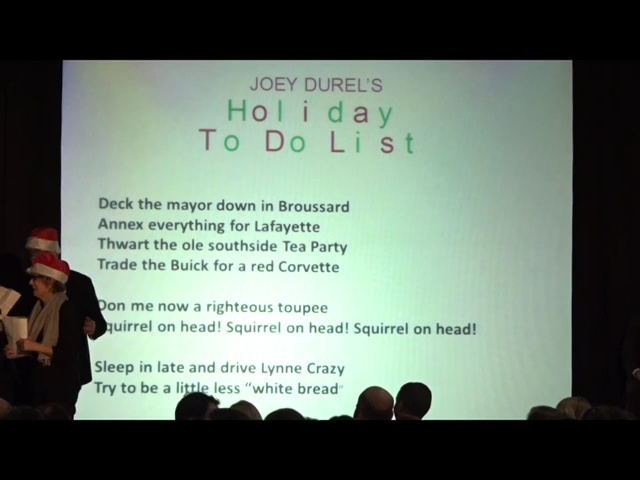 JOEY DUREL'S
Holiday
To Do List
Deck the mayor down in Broussard
Annex everything for Lafayette
Thwart the ole southside Tea Party
Trade the Buick for a red Corvette
Don me now a righteous toupee
Squirrel on head! Squirrel on head! Squirrel on head!
Sleep in late and drive Lynne Crazy
Try to be a little less "white bread"